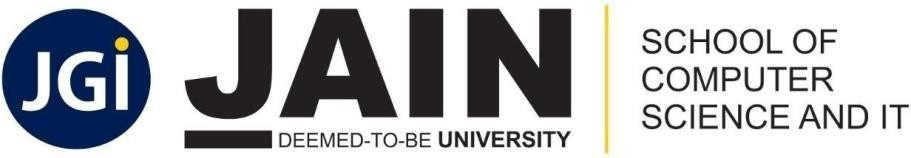 JGi
JAIN
DEEMED-TO-BE UNIVERSITY
SCHOOL OF
COMPUTER
SCIENCE AND IT